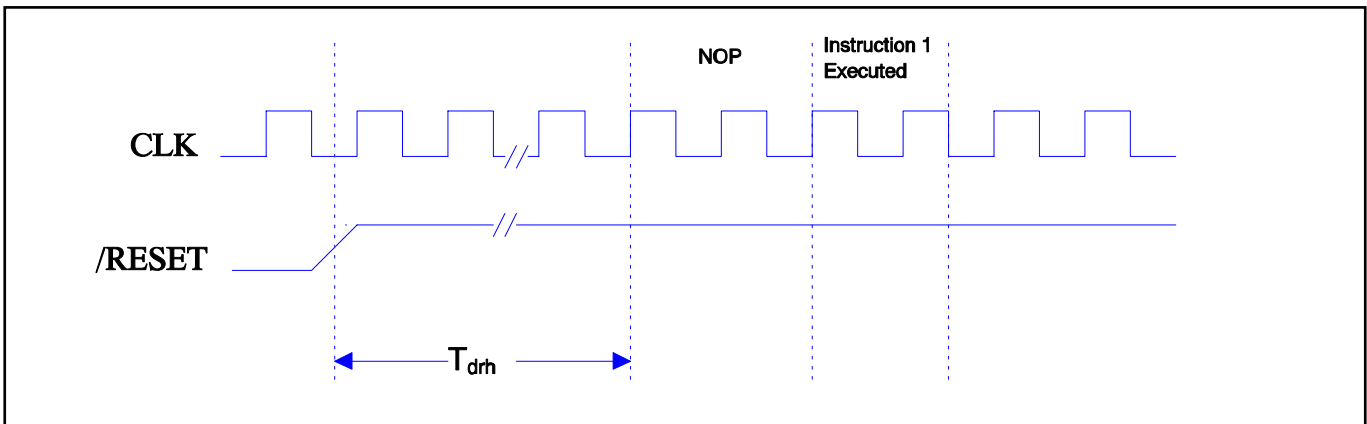 NOP
Instruction 1
Executed
CLK
/RESET
Tdrh